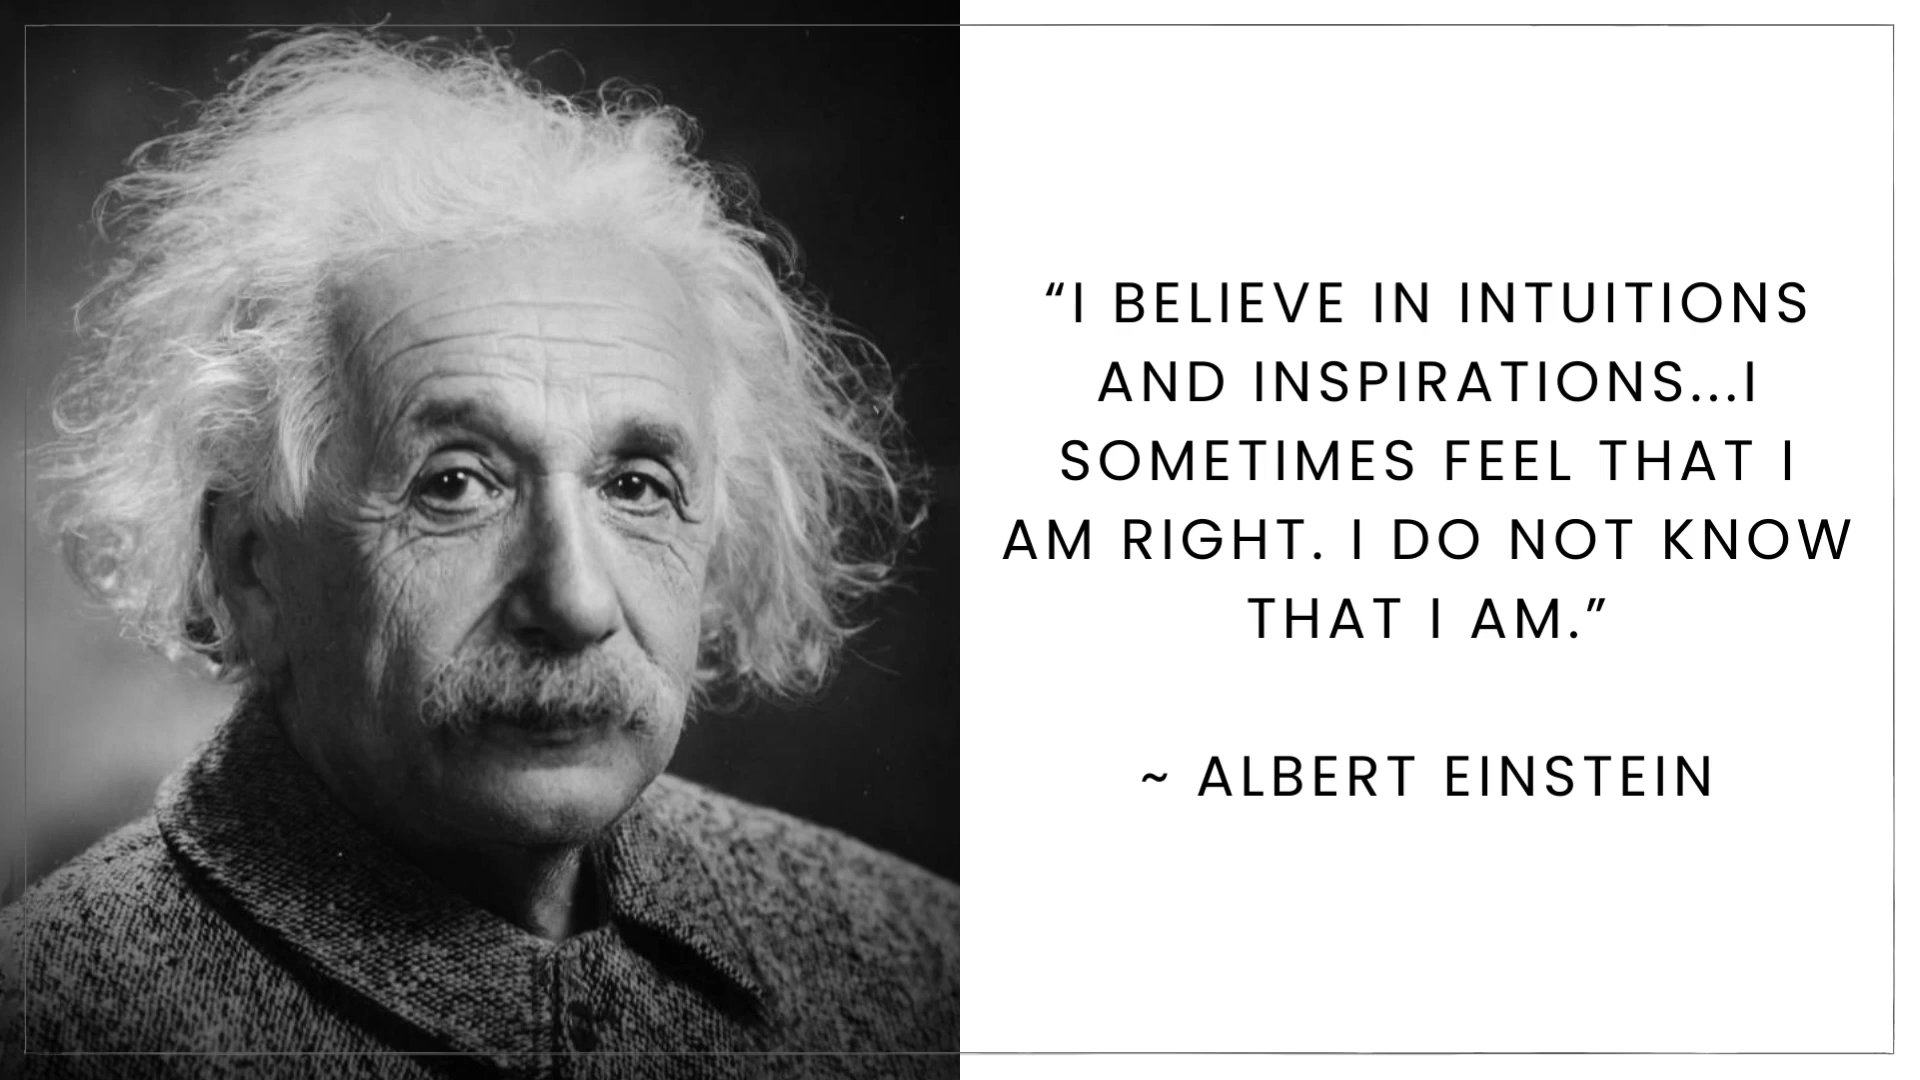 “I BELIEVE IN INTUITIONS
AND INSPIRATIONS...I
SOMETIMES FEEL THAT I
AM RIGHT. I DO NOT KNOW
THAT I AM.”
~ ALBERT EINSTEIN